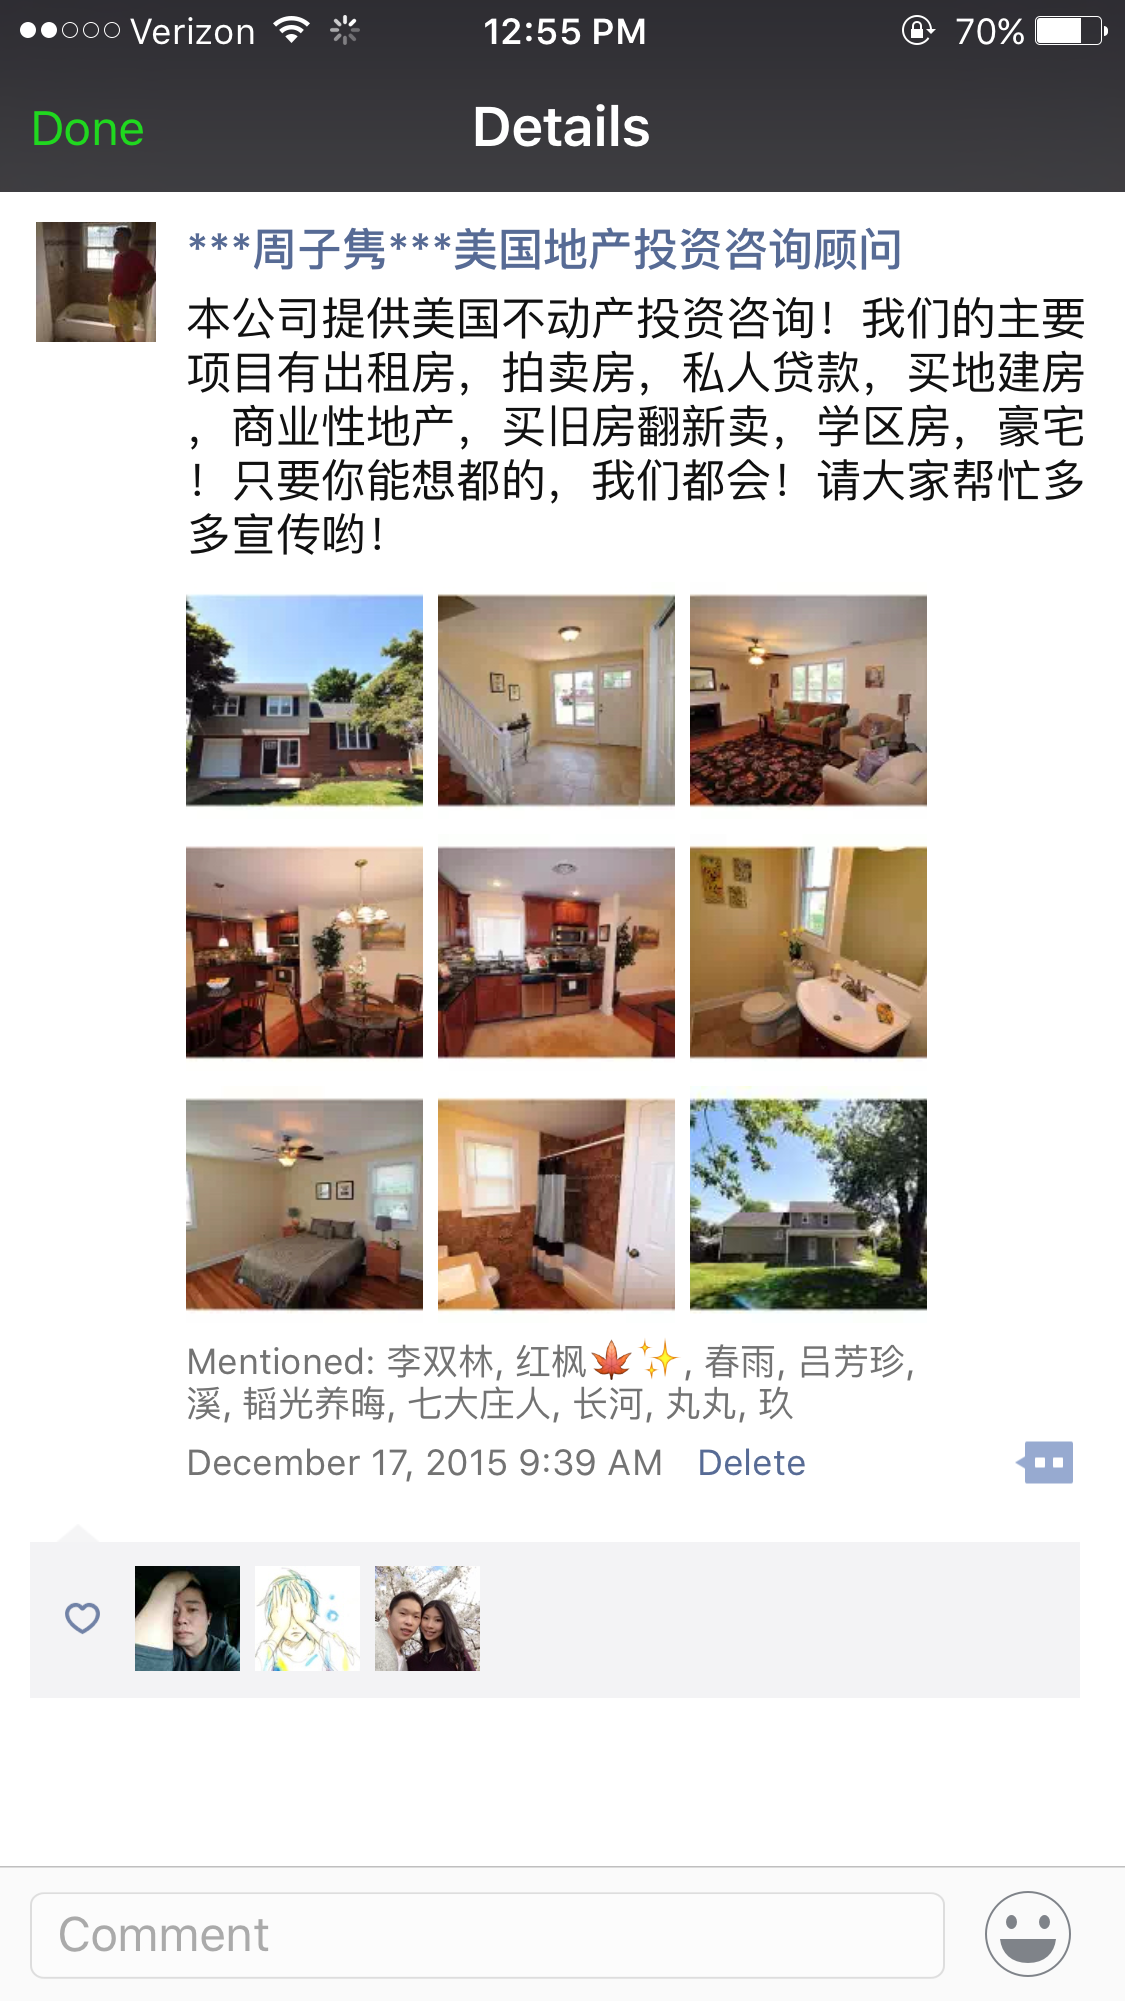 Verizon 12:55 PM 70%
Done Details
***周子隽***美国地产投资咨询顾问
本公司提供美国不动产投资咨询！我们的主要
项目有出租房，拍卖房，私人贷款，买地建房
，商业性地产，买旧房翻新卖，学区房，豪宅
！只要你能想都的，我们都会！请大家帮忙多
多宣传哟！
Mentioned: 李双林, 红枫🍁✨, 春雨, 吕芳珍,
溪, 韬光养晦, 七大庄人, 长河, 丸丸, 玖
December 17, 2015 9:39 AM Delete
Comment